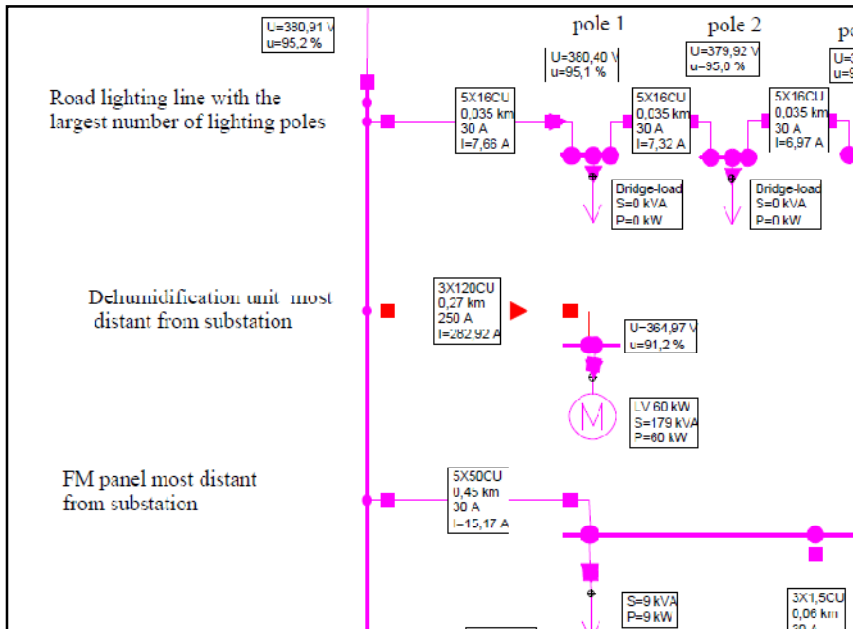 U=380,91 V
u=95,2 %
pole 1
pole 2
U=380,40 V
u=95,1 %
U=379,92 V
u=95,0 %
Road lighting line with the
largest number of lighting poles
5X16CU
0,035 km
30 A
I=7,66 A
5X16CU
0,035 km
30 A
I=7,32 A
5X16CU
0,035 km
30 A
I=6,97 A
Bridge-load
S=0 kVA
P=0 kW
Bridge-load
S=0 kVA
P=0 kW
Dehumidification unit most
distant from substation
3X120CU
0,27 km
250 A
I=282,92 A
U=364,97 V
u=91,2 %
M
LV 60 kW
S=179 kVA
P=60 kW
FM panel most distant
from substation
5X50CU
0,45 km
30 A
I=15,17 A
S=9 kVA
P=9 kW
3X1,5CU
0,06 km